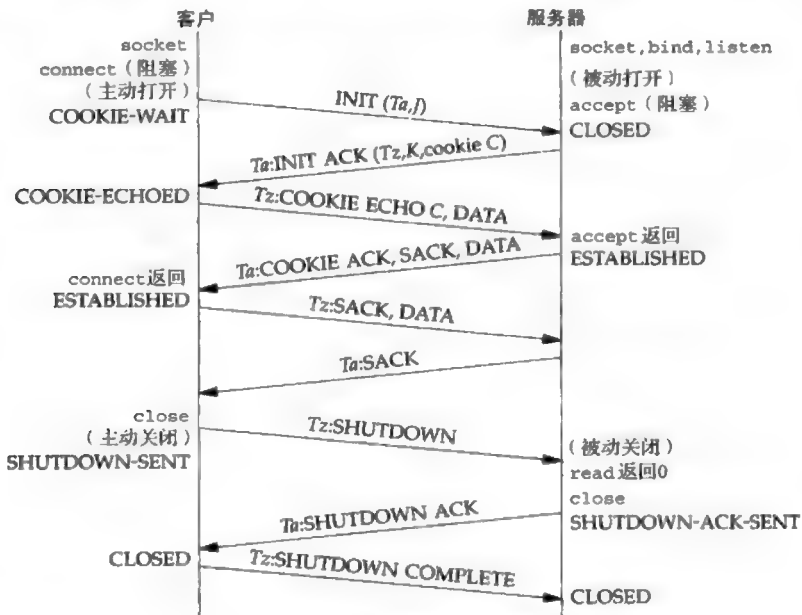 客户
服务器
socket
connect（阻塞）
（主动打开）
COOKIE-WAIT
socket,bind,listen
（被动打开）
accept（阻塞）
CLOSED
INIT (Ta,J)
Ta:INIT ACK (Tz,K,cookie C)
COOKIE-ECHOED
Tz:COOKIE ECHO C, DATA
accept返回
ESTABLISHED
Ta:COOKIE ACK, SACK, DATA
connect返回
ESTABLISHED
Tz:SACK, DATA
Ta:SACK
close
（主动关闭）
SHUTDOWN-SENT
Tz:SHUTDOWN
（被动关闭）
read返回0
close
SHUTDOWN-ACK-SENT
Ta:SHUTDOWN ACK
CLOSED
Tz:SHUTDOWN COMPLETE
CLOSED